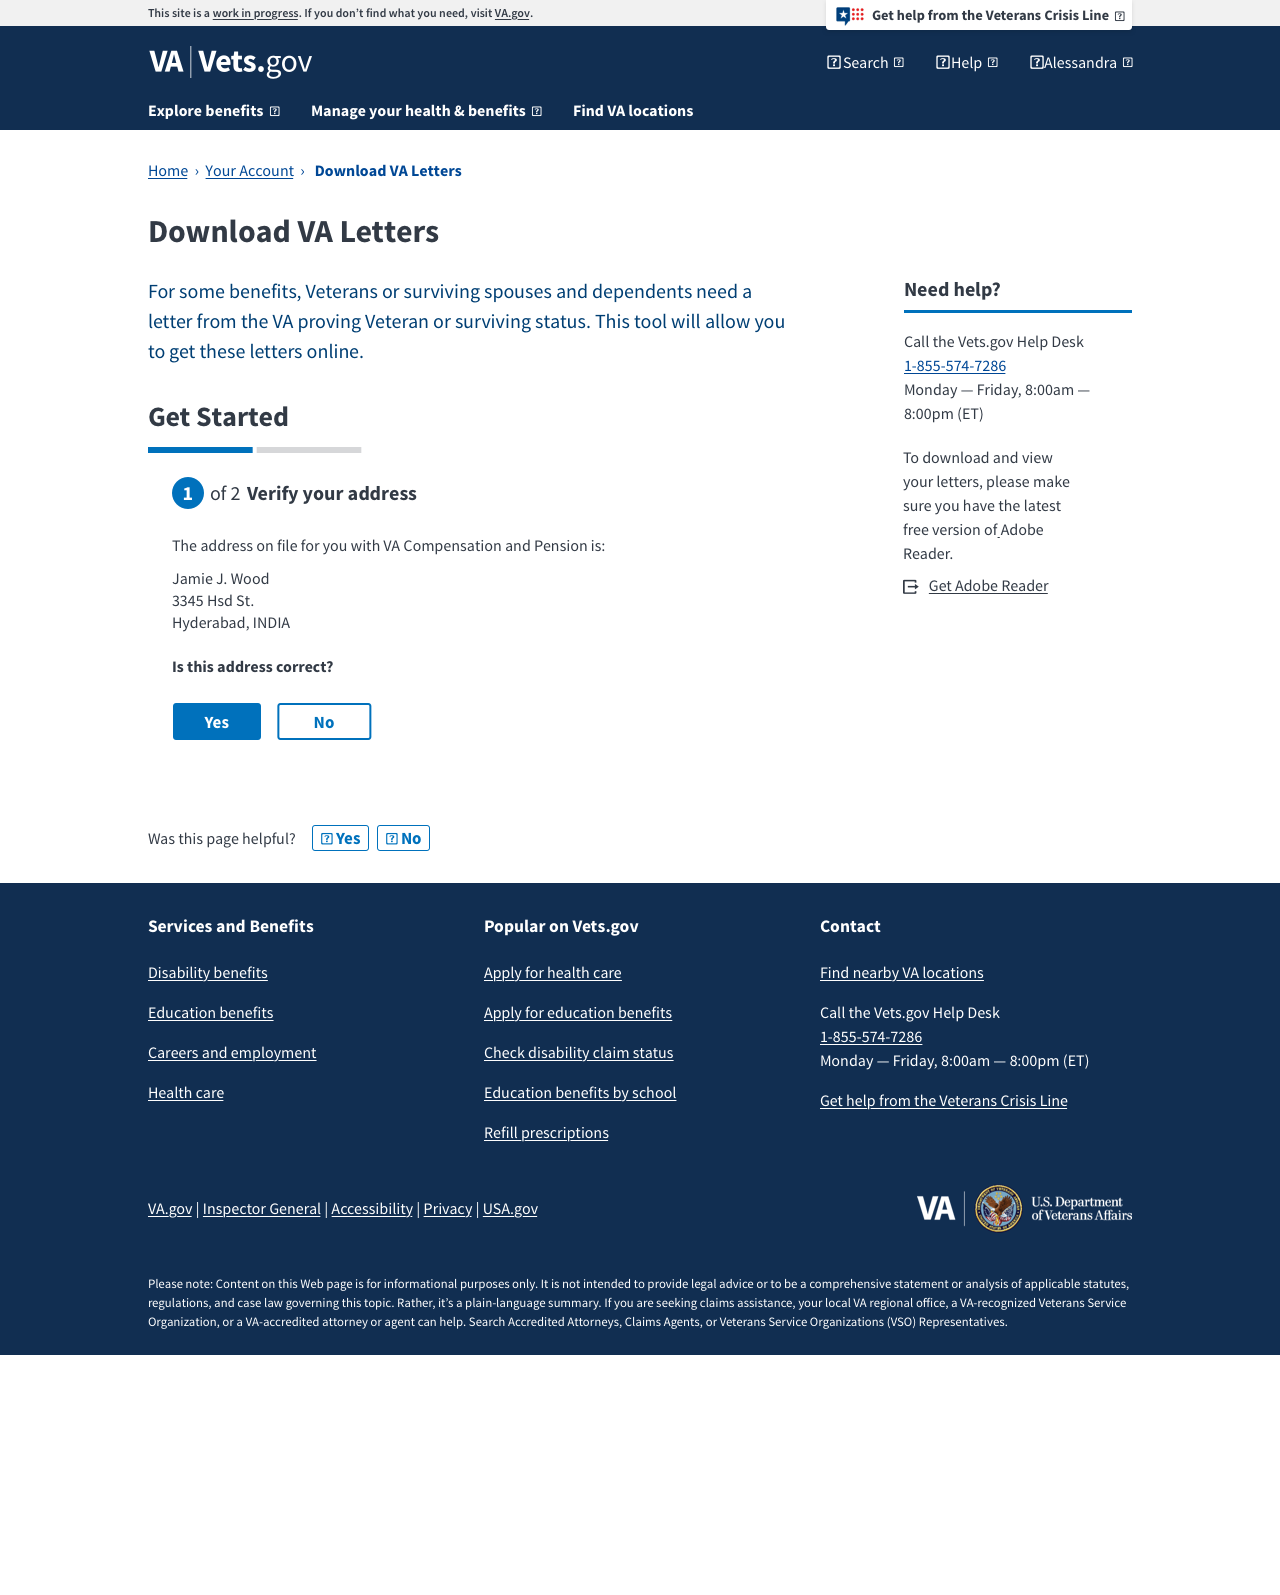 This site is a work in progress. If you don’t find what you need, visit VA.gov.
Get help from the Veterans Crisis Line
VA | Vets.gov
Search
Help
Alessandra
Explore benefits
Manage your health & benefits
Find VA locations
Home › Your Account › Download VA Letters
Download VA Letters
For some benefits, Veterans or surviving spouses and dependents need a
letter from the VA proving Veteran or surviving status. This tool will allow you
to get these letters online.
Get Started
1 of 2 Verify your address
The address on file for you with VA Compensation and Pension is:
Jamie J. Wood
3345 Hsd St.
Hyderabad, INDIA
Is this address correct?
Yes
No
Need help?
Call the Vets.gov Help Desk
1-855-574-7286
Monday — Friday, 8:00am —
8:00pm (ET)
To download and view
your letters, please make
sure you have the latest
free version of Adobe
Reader.
Get Adobe Reader
Was this page helpful?
Yes
No
Services and Benefits
Disability benefits
Education benefits
Careers and employment
Health care
Popular on Vets.gov
Apply for health care
Apply for education benefits
Check disability claim status
Education benefits by school
Refill prescriptions
Contact
Find nearby VA locations
Call the Vets.gov Help Desk
1-855-574-7286
Monday — Friday, 8:00am — 8:00pm (ET)
Get help from the Veterans Crisis Line
VA.gov | Inspector General | Accessibility | Privacy | USA.gov
VA
U.S. Department
of Veterans Affairs
Please note: Content on this Web page is for informational purposes only. It is not intended to provide legal advice or to be a comprehensive statement or analysis of applicable statutes,
regulations, and case law governing this topic. Rather, it’s a plain-language summary. If you are seeking claims assistance, your local VA regional office, a VA-recognized Veterans Service
Organization, or a VA-accredited attorney or agent can help. Search Accredited Attorneys, Claims Agents, or Veterans Service Organizations (VSO) Representatives.